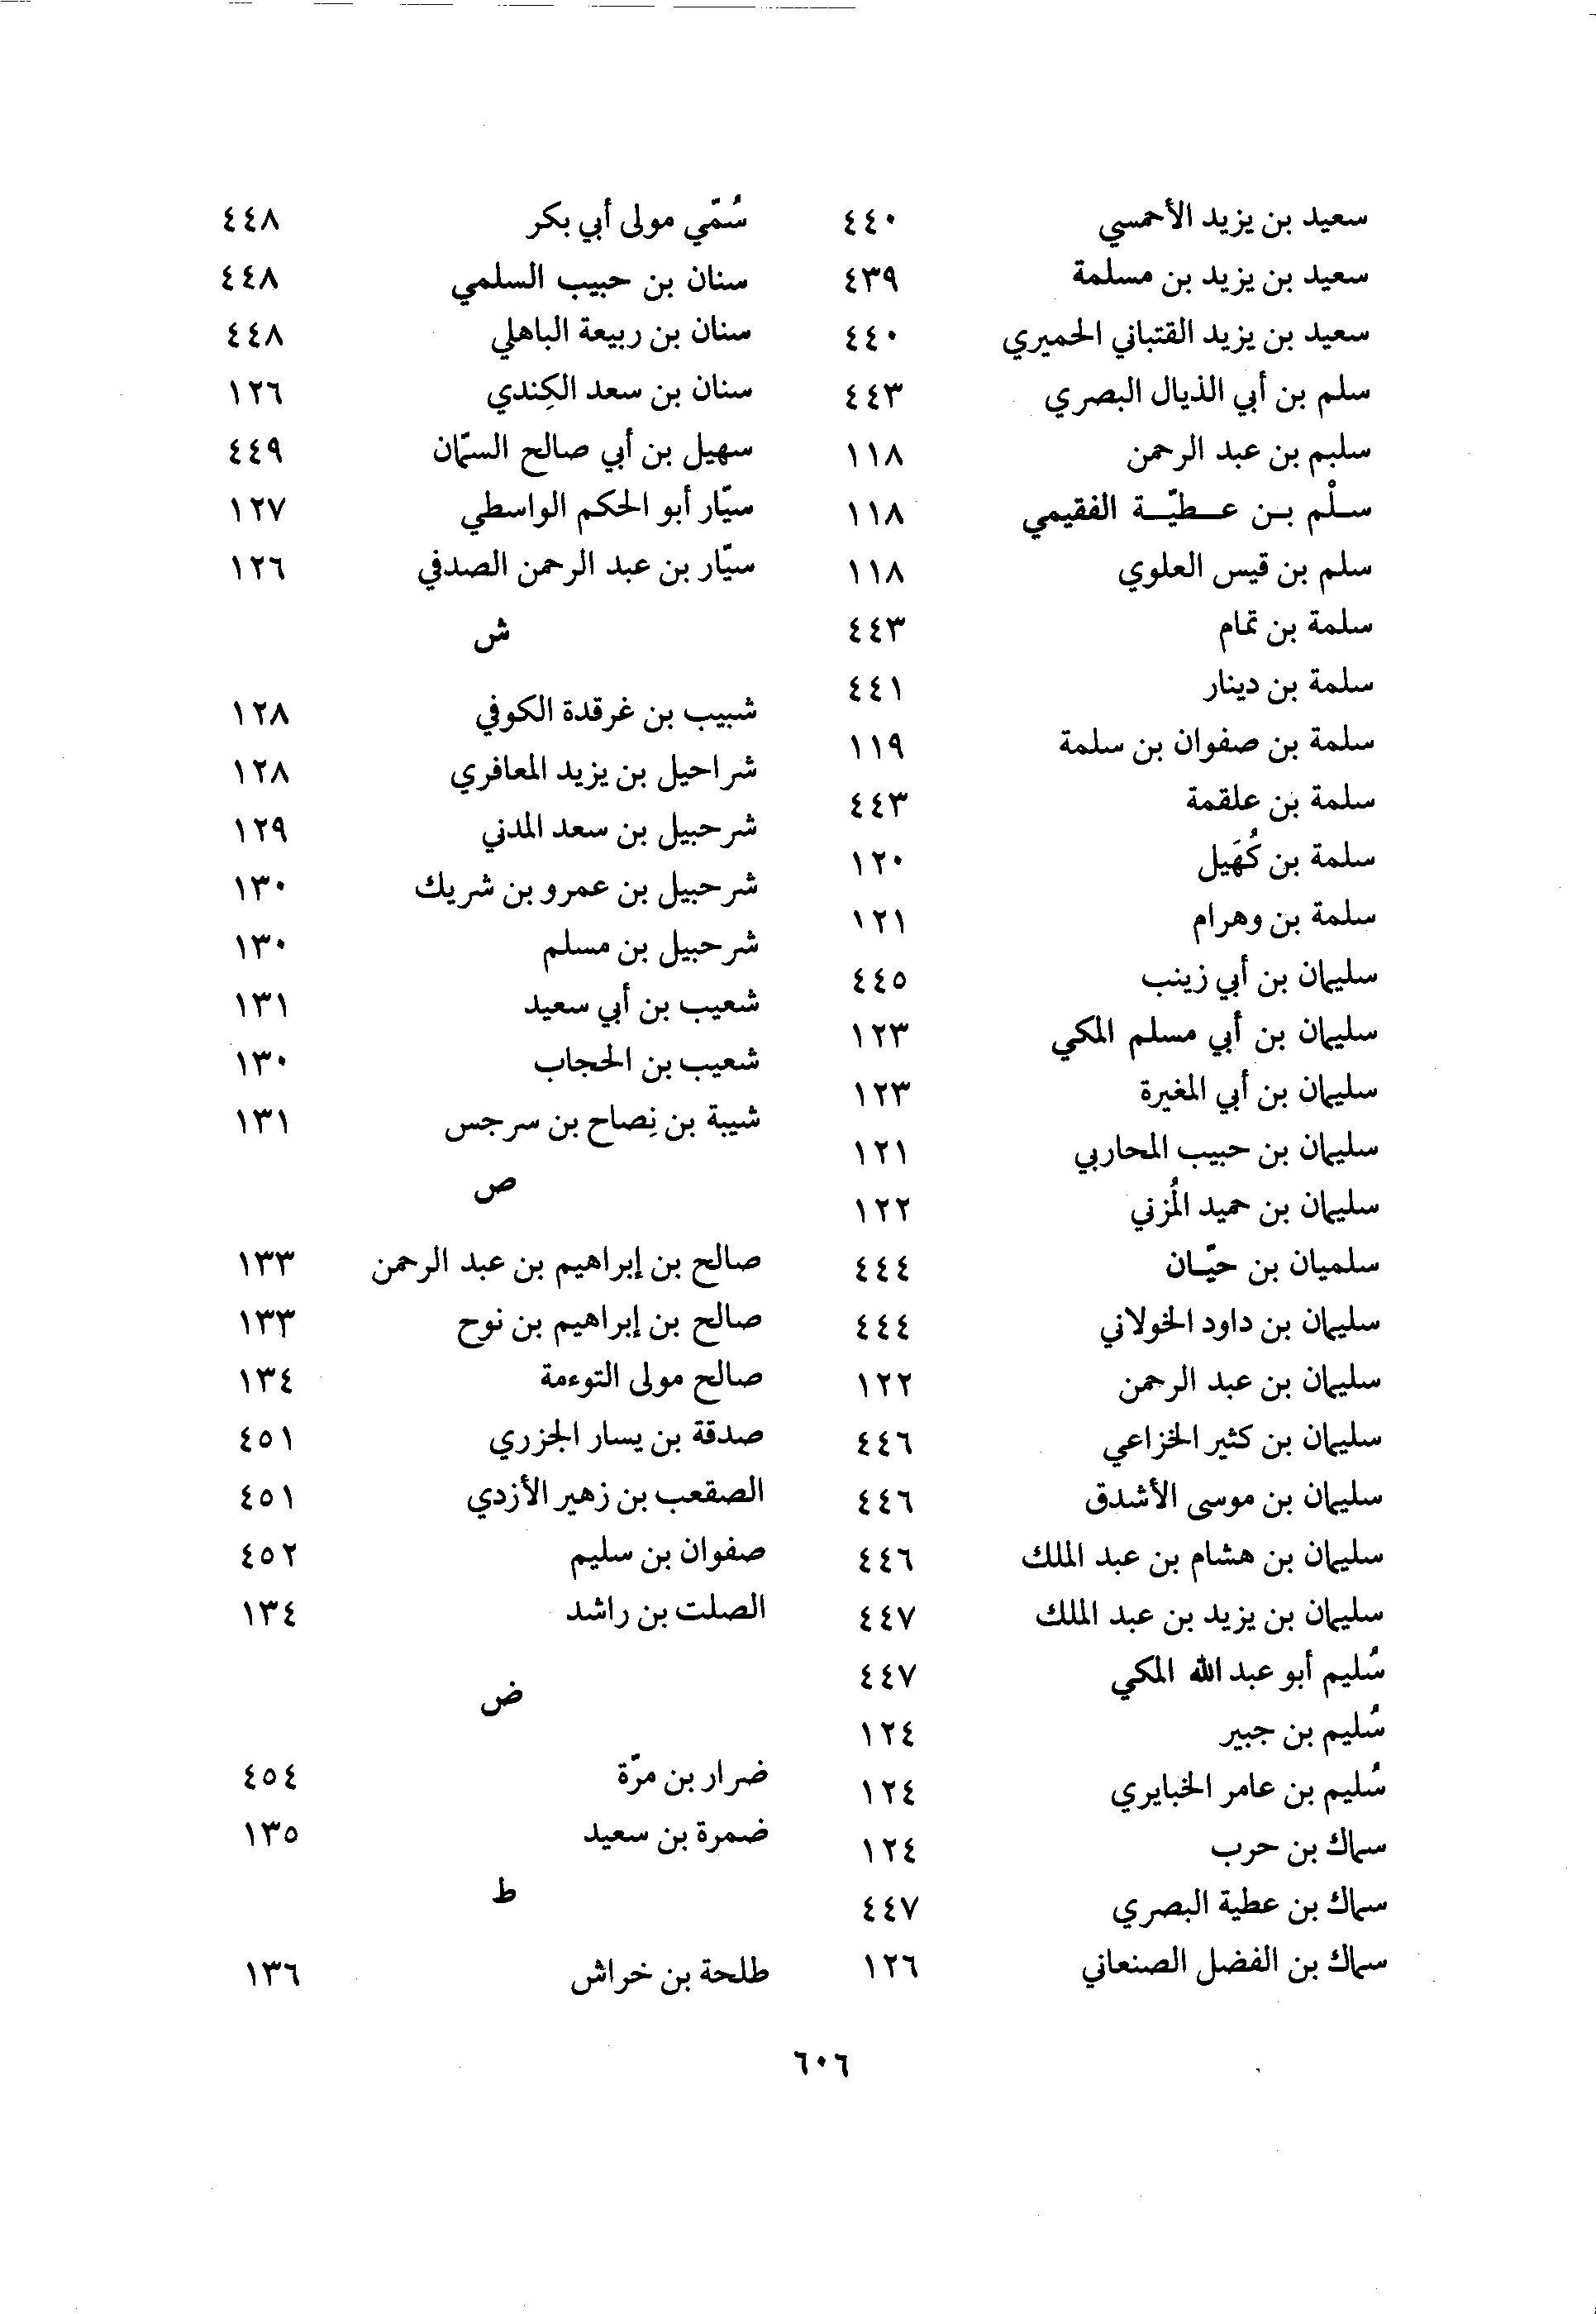 سعيد بن يزيد الأحمسي ٤٤٠
سعيد بن يزيد بن مسلمة ٤٣٩
سعيد بن يزيد القتباني الحميري ٤٤٠
سلم بن أبي الذيال البصري ٤٤٣
سليم بن عبد الرحمن ١١٨
سلْم بن عطيّة الفقيمي ١١٨
سلم بن قيس العلوي ١١٨
سلمة بن تمام ٤٤٣
سلمة بن دينار ٤٤١
سلمة بن صفوان بن سلمة ١١٩
سلمة بن علقمة ٤٤٣
سلمة بن كُهَيل ١٢٠
سلمة بن وهرام ١٢١
سليمان بن أبي زينب ٤٤٥
سليمان بن أبي مسلم المكي ١٢٣
سليمان بن أبي المغيرة ١٢٣
سليمان بن حبيب المحاربي ١٢١
سليمان بن حميد المُزني ١٢٢
سلميان بن حيّان ٤٤٤
سليمان بن داود الخولاني ٤٤٤
سليمان بن عبد الرحمن ١٢٢
سليمان بن كثير الخزاعي ٤٤٦
سليمان بن موسى الأشدق ٤٤٦
سليمان بن هشام بن عبد الملك ٤٤٦
سليمان بن يزيد بن عبد الملك ٤٤٧
سُليم أبو عبد الله المكي ٤٤٧
سُليم بن جبير ١٢٤
سُليم بن عامر الخبايري ١٢٤
سماك بن حرب ١٢٤
سماك بن عطية البصري ٤٤٧
سماك بن الفضل الصنعاني ١٢٦
سُمّي مولى أبي بكر ٤٤٨
سنان بن حبيب السلمي ٤٤٨
سنان بن ربيعة الباهلي ٤٤٨
سنان بن سعد الكِندي ١٢٦
سهيل بن أبي صالح السمّان ٤٤٩
سيّار أبو الحكم الواسطي ١٢٧
سيّار بن عبد الرحمن الصدفي ١٢٦
ش
شبيب بن غرقدة الكوفي ١٢٨
شراحيل بن يزيد المعافري ١٢٨
شرحبيل بن سعد المدني ١٢٩
شرحبيل بن عمرو بن شريك ١٣٠
شرحبيل بن مسلم ١٣٠
شعيب بن أبي سعيد ١٣١
شعيب بن الحجاب ١٣٠
شيبة بن نِصاح بن سرجس ١٣١
ص
صالح بن إبراهيم بن عبد الرحمن ١٣٣
صالح بن إبراهيم بن نوح ١٣٣
صالح مولى التوءمة ١٣٤
صدقة بن يسار الجزري ٤٥١
الصقعب بن زهير الأزدي ٤٥١
صفوان بن سليم ٤٥٢
الصلت بن راشد ١٣٤
ض
ضرار بن مرّة ٤٥٤
ضمرة بن سعيد ١٣٥
ط
طلحة بن خراش ١٣٦
٦٠٦